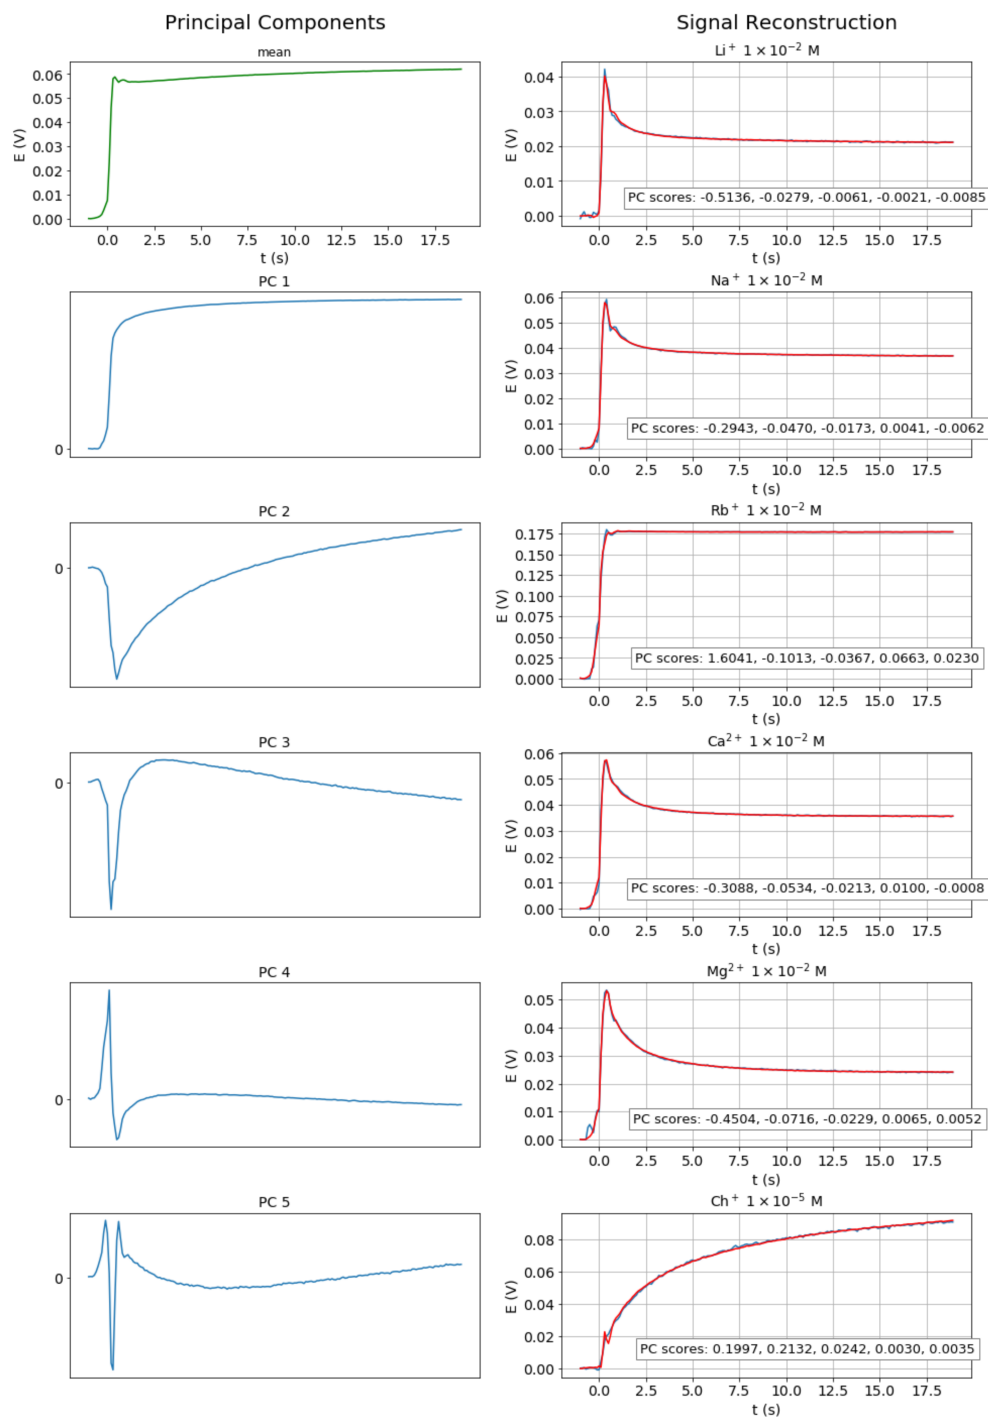 Principal Components
mean
E (V)
0.06
0.05
0.04
0.03
0.02
0.01
0.00
0.0 2.5 5.0 7.5 10.0 12.5 15.0 17.5
t (s)
PC 1
0
PC 2
0
PC 3
0
PC 4
0
PC 5
0
Signal Reconstruction
Li⁺ 1 × 10⁻² M
E (V)
0.04
0.03
0.02
0.01
0.00
PC scores: -0.5136, -0.0279, -0.0061, -0.0021, -0.0085
0.0 2.5 5.0 7.5 10.0 12.5 15.0 17.5
t (s)
Na⁺ 1 × 10⁻² M
E (V)
0.06
0.05
0.04
0.03
0.02
0.01
0.00
PC scores: -0.2943, -0.0470, -0.0173, 0.0041, -0.0062
0.0 2.5 5.0 7.5 10.0 12.5 15.0 17.5
t (s)
Rb⁺ 1 × 10⁻² M
E (V)
0.175
0.150
0.125
0.100
0.075
0.050
0.025
0.000
PC scores: 1.6041, -0.1013, -0.0367, 0.0663, 0.0230
0.0 2.5 5.0 7.5 10.0 12.5 15.0 17.5
t (s)
Ca²⁺ 1 × 10⁻² M
E (V)
0.06
0.05
0.04
0.03
0.02
0.01
0.00
PC scores: -0.3088, -0.0534, -0.0213, 0.0100, -0.0008
0.0 2.5 5.0 7.5 10.0 12.5 15.0 17.5
t (s)
Mg²⁺ 1 × 10⁻² M
E (V)
0.05
0.04
0.03
0.02
0.01
0.00
PC scores: -0.4504, -0.0716, -0.0229, 0.0065, 0.0052
0.0 2.5 5.0 7.5 10.0 12.5 15.0 17.5
t (s)
Ch⁺ 1 × 10⁻⁵ M
E (V)
0.08
0.06
0.04
0.02
0.00
PC scores: 0.1997, 0.2132, 0.0242, 0.0030, 0.0035
0.0 2.5 5.0 7.5 10.0 12.5 15.0 17.5
t (s)